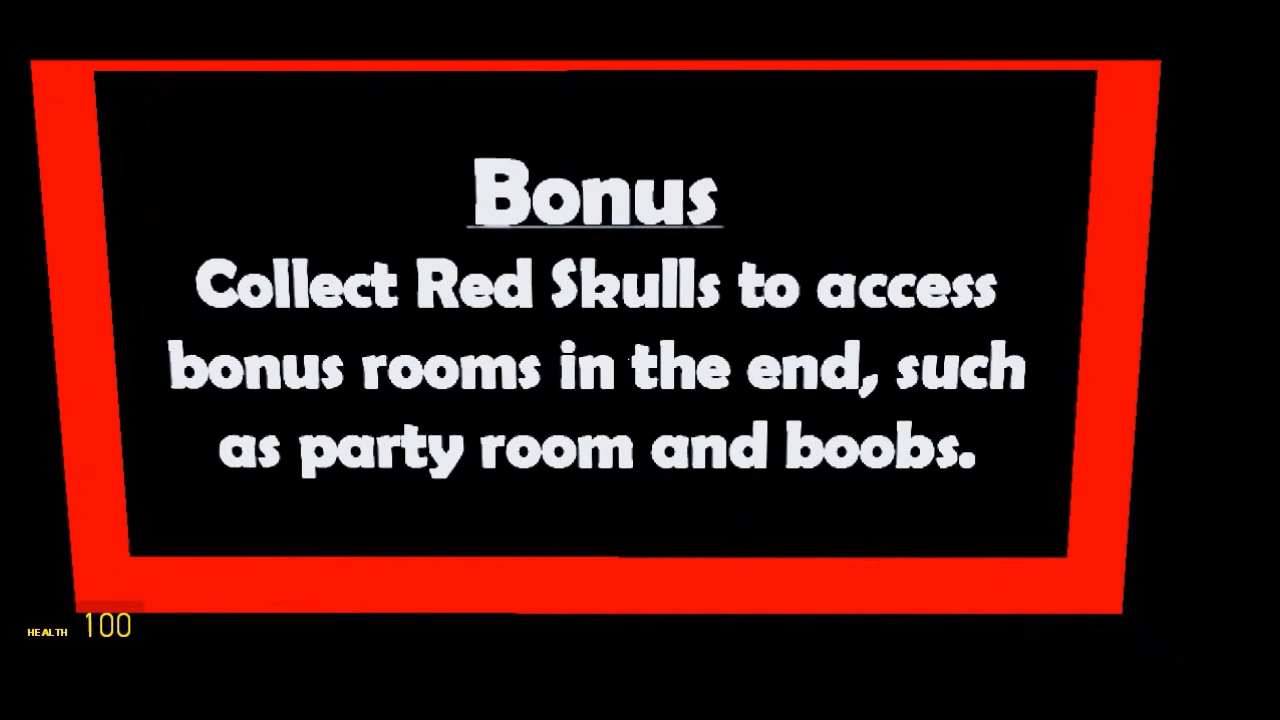 Bonus
Collect Red Skulls to access
bonus rooms in the end, such
as party room and boobs.
HEALTH 100